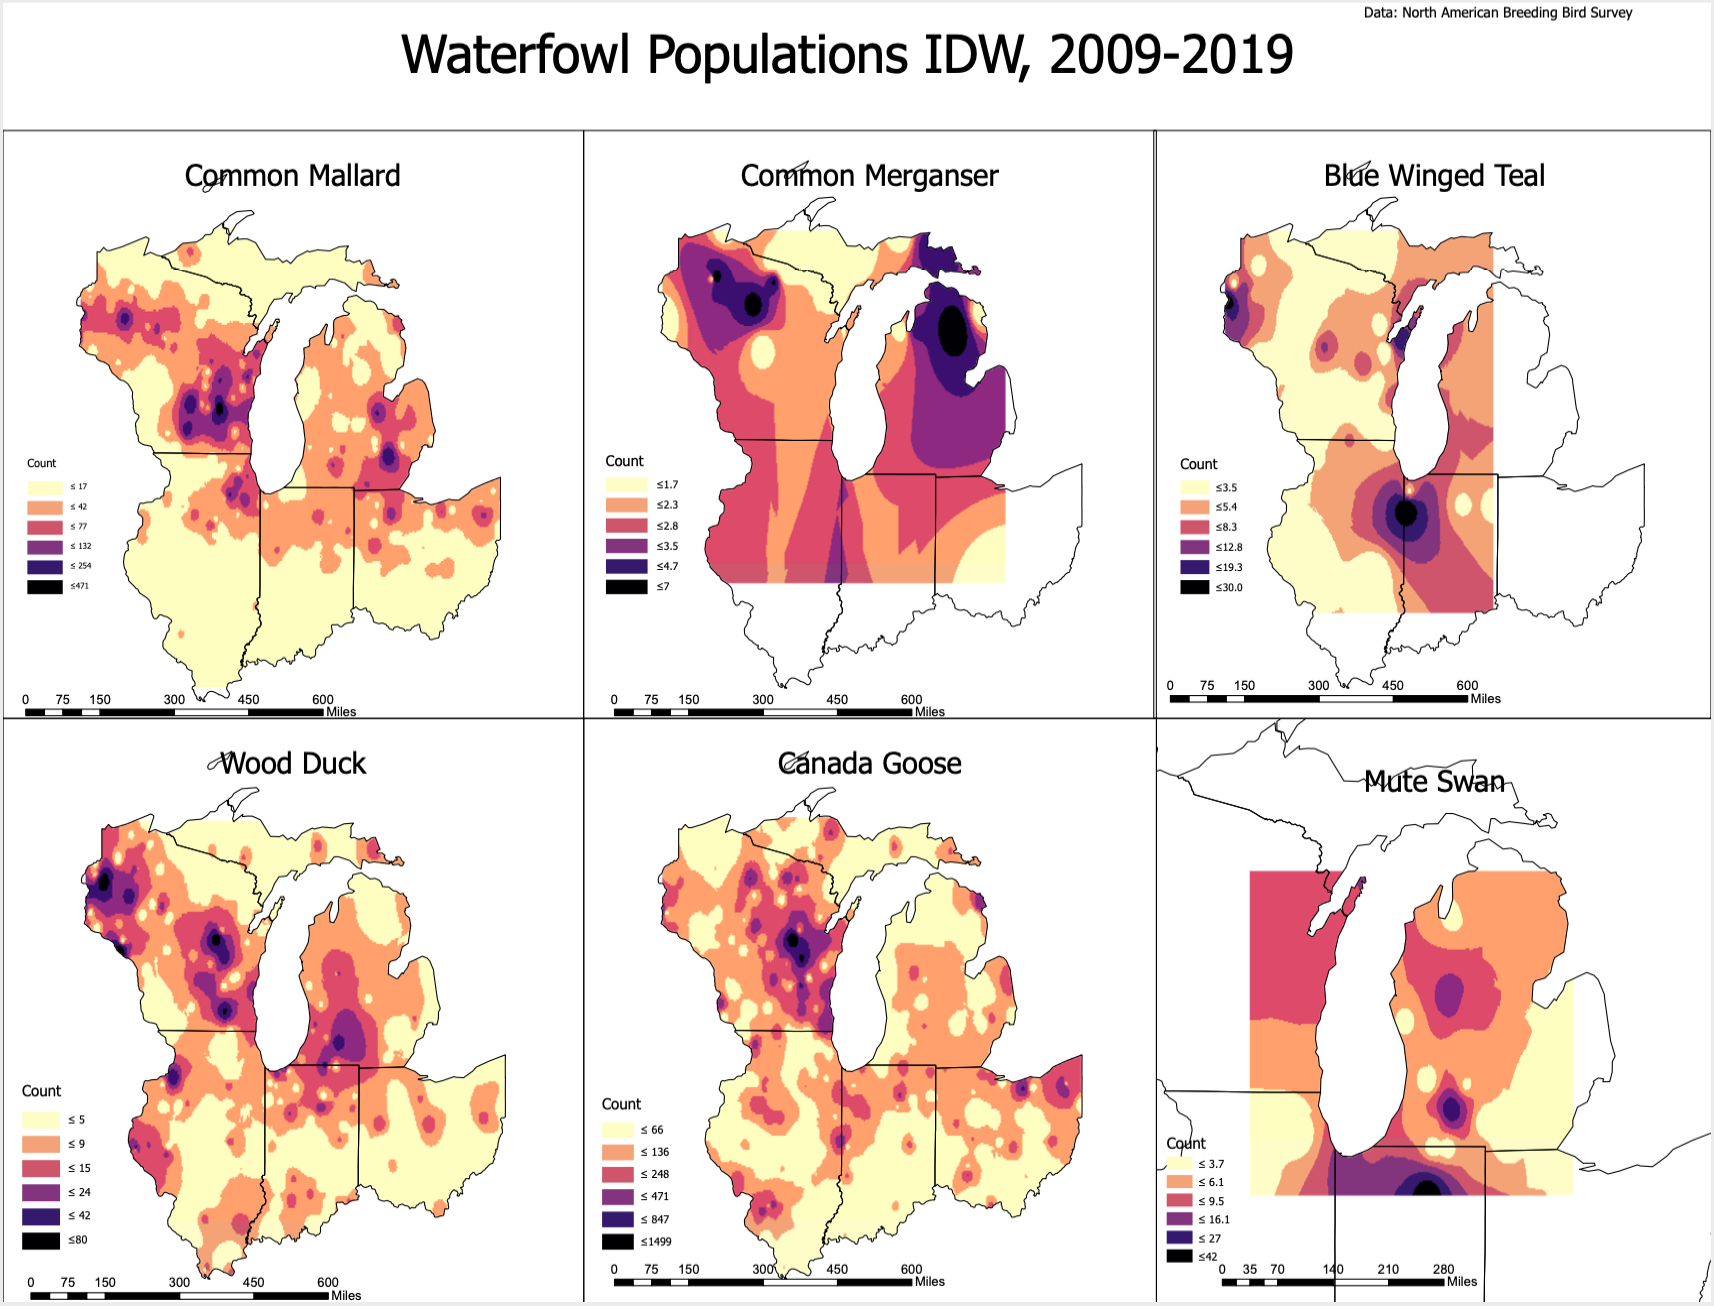 Data: North American Breeding Bird Survey
Waterfowl Populations IDW, 2009-2019
Common Mallard
Count
≤ 17
≤ 42
≤ 77
≤ 132
≤ 254
≤471
0 75 150 300 450 600
Miles
Common Merganser
Count
≤1.7
≤2.3
≤2.8
≤3.5
≤4.7
≤7
0 75 150 300 450 600
Miles
Blue Winged Teal
Count
≤3.5
≤5.4
≤8.3
≤12.8
≤19.3
≤30.0
0 75 150 300 450 600
Miles
Wood Duck
Count
≤ 5
≤ 9
≤ 15
≤ 24
≤ 42
≤80
0 75 150 300 450 600
Miles
Canada Goose
Count
≤ 66
≤ 136
≤ 248
≤ 471
≤ 847
≤1499
0 75 150 300 450 600
Miles
Mute Swan
Count
≤ 3.7
≤ 6.1
≤ 9.5
≤ 16.1
≤ 27
≤42
0 35 70 140 210 280
Miles